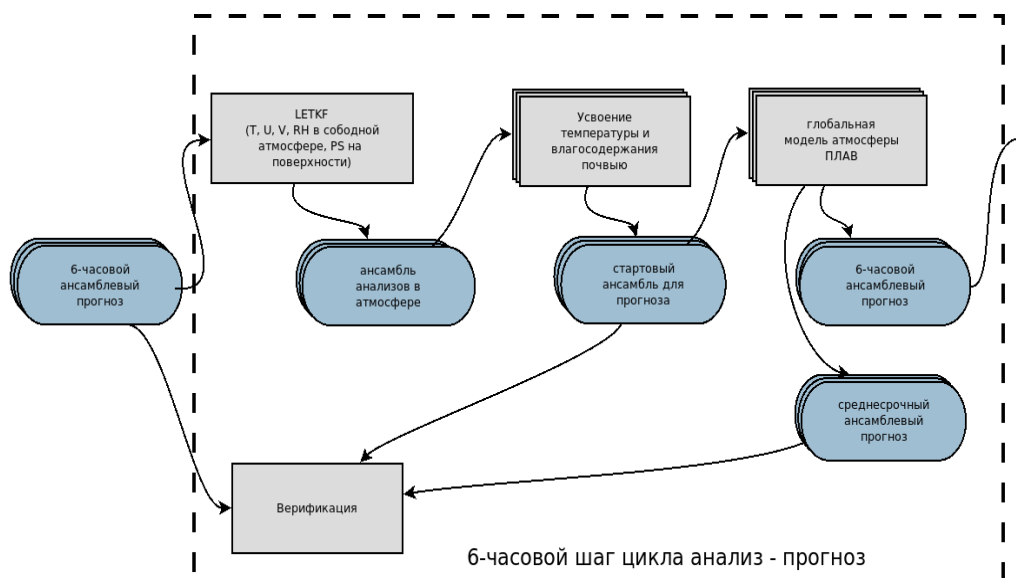 LETKF
(T, U, V, RH в сободной
атмосфере, PS на
поверхности)
Усвоение
температуры и
влагосодержания
почвыю
глобальная
модель атмосферы
ПЛАВ
6-часовой
ансамблевый
прогноз
ансамбль
анализов в
атмосфере
стартовый
ансамбль для
прогноза
6-часовой
ансамблевый
прогноз
среднесрочный
ансамблевый
прогноз
Верификация
6-часовой шаг цикла анализ - прогноз